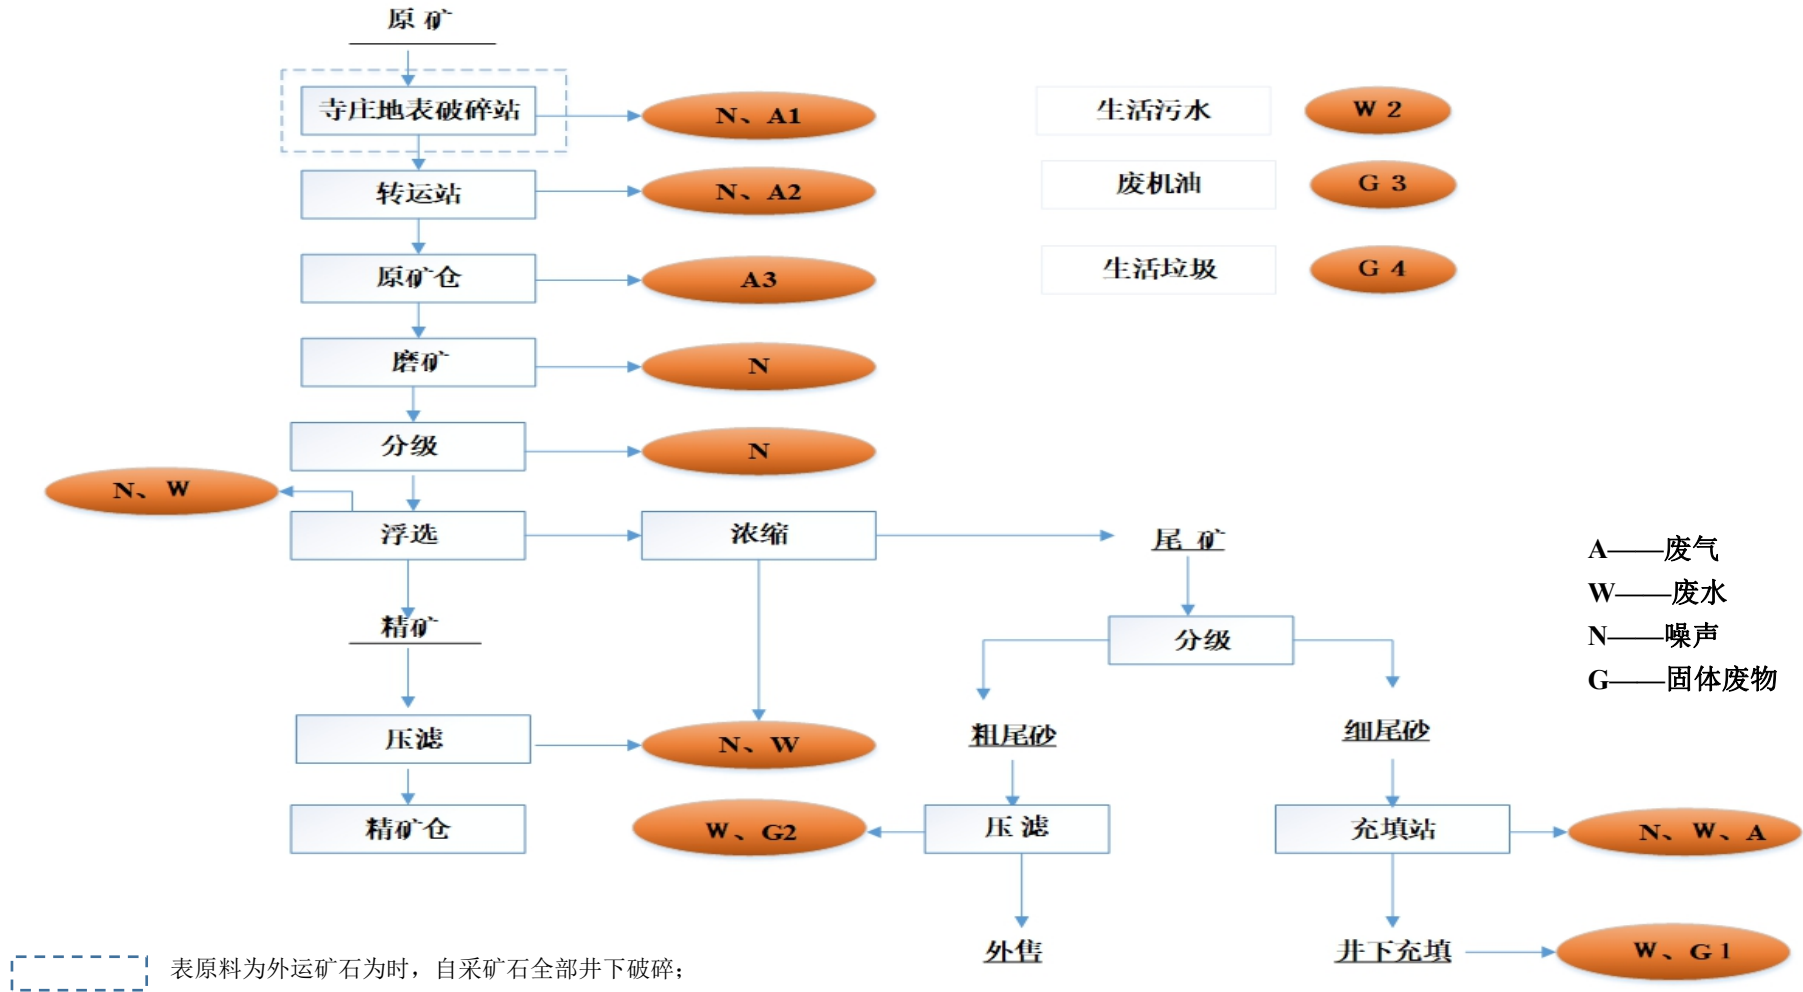 原 矿
寺庄地表破碎站
N、A1
生活污水
W 2
转运站
N、A2
废机油
G 3
原矿仓
A3
生活垃圾
G 4
磨矿
N
分级
N
N、W
浮选
浓缩
尾 矿
A——废气
W——废水
N——噪声
G——固体废物
精矿
分级
压滤
N、W
粗尾砂
细尾砂
精矿仓
W、G2
压 滤
充填站
N、W、A
外售
井下充填
W、G 1
表原料为外运矿石为时，自采矿石全部井下破碎；